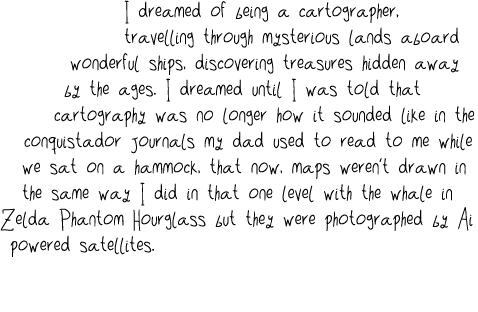 I dreamed of being a cartographer,
travelling through mysterious lands aboard
wonderful ships, discovering treasures hidden away
by the ages. I dreamed until I was told that
cartography was no longer how it sounded like in the
conquistador journals my dad used to read to me while
we sat on a hammock, that now, maps weren't drawn in
the same way I did in that one level with the whale in
Zelda Phantom Hourglass but they were photographed by Ai
powered satellites.